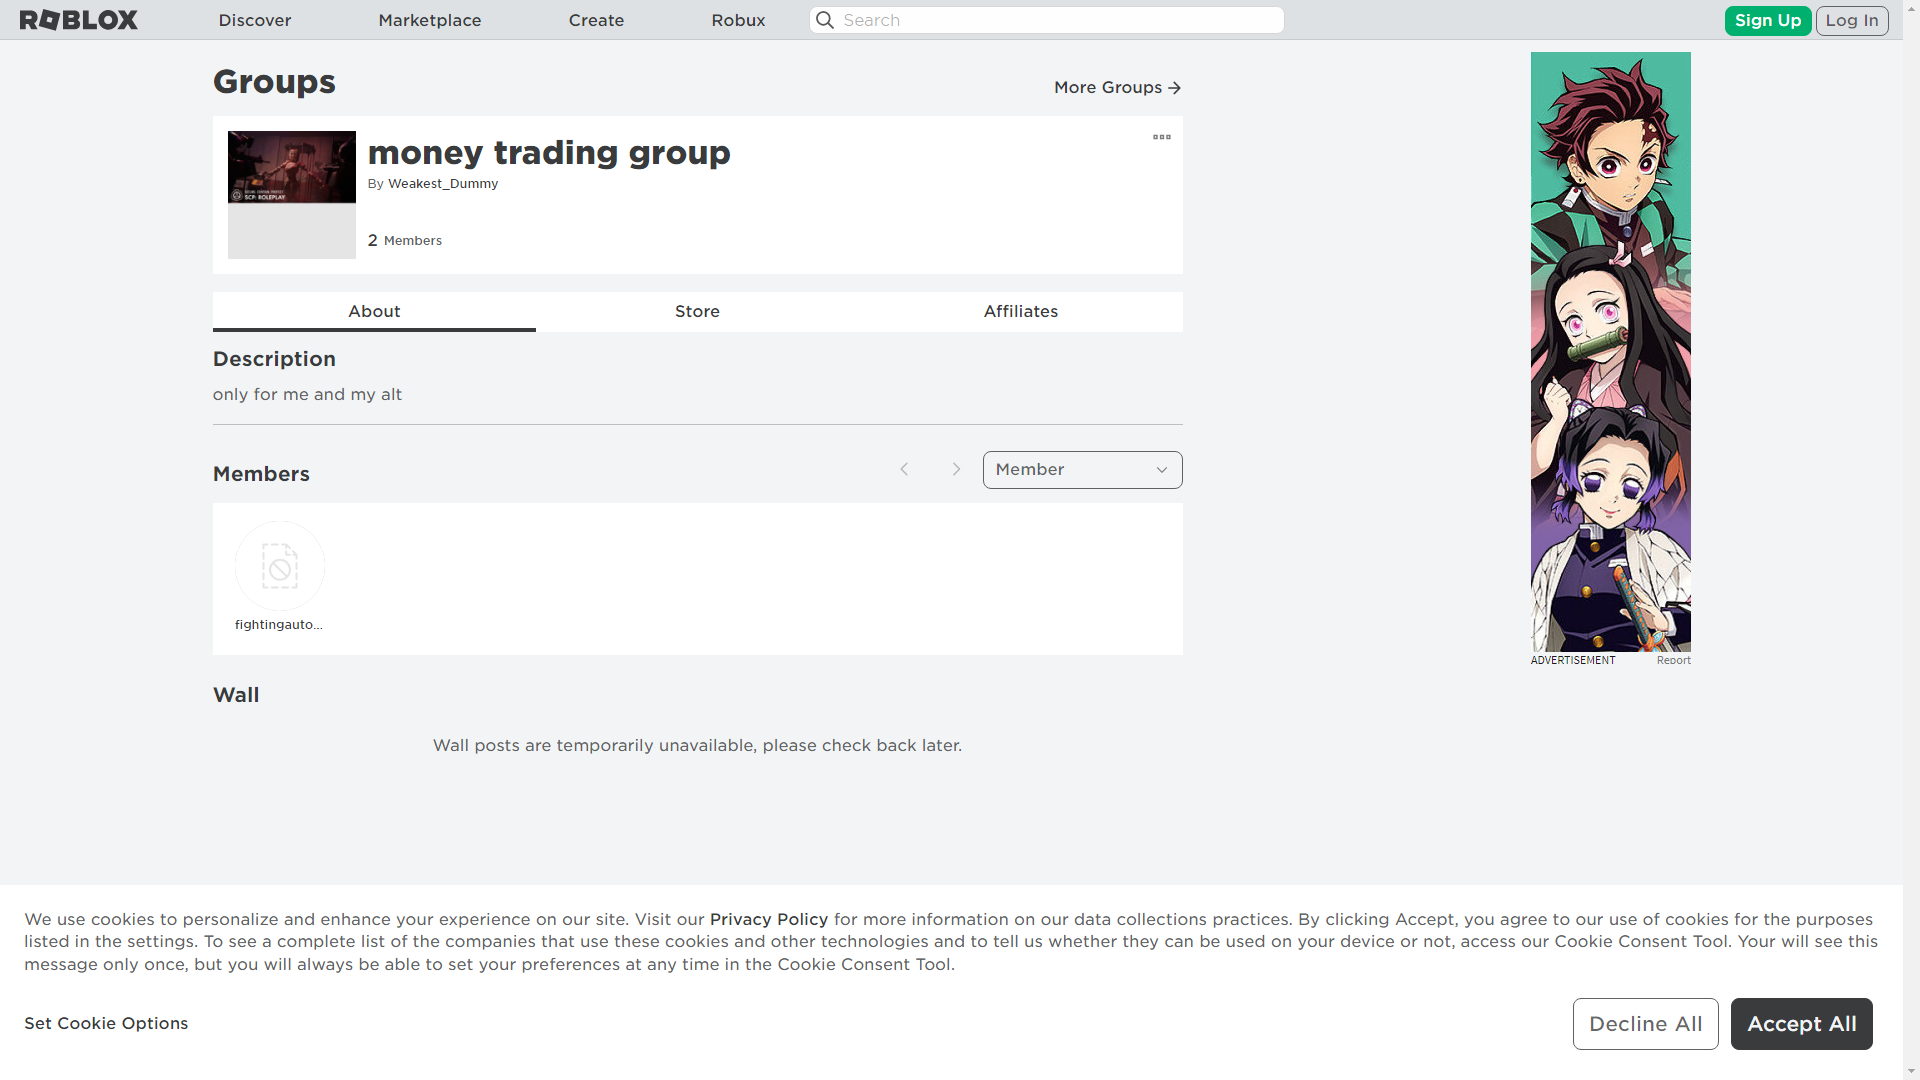 ROBLOX
Discover
Marketplace
Create
Robux
Search
Sign Up
Log In
Groups
More Groups
money trading group
By Weakest_Dummy
SCP: ROLEPLAY
2 Members
About
Store
Affiliates
Description
only for me and my alt
Members
Member
fightingauto...
ADVERTISEMENT
Report
Wall
Wall posts are temporarily unavailable, please check back later.
We use cookies to personalize and enhance your experience on our site. Visit our Privacy Policy for more information on our data collections practices. By clicking Accept, you agree to our use of cookies for the purposes
listed in the settings. To see a complete list of the companies that use these cookies and other technologies and to tell us whether they can be used on your device or not, access our Cookie Consent Tool. Your will see this
message only once, but you will always be able to set your preferences at any time in the Cookie Consent Tool.
Set Cookie Options
Decline All
Accept All